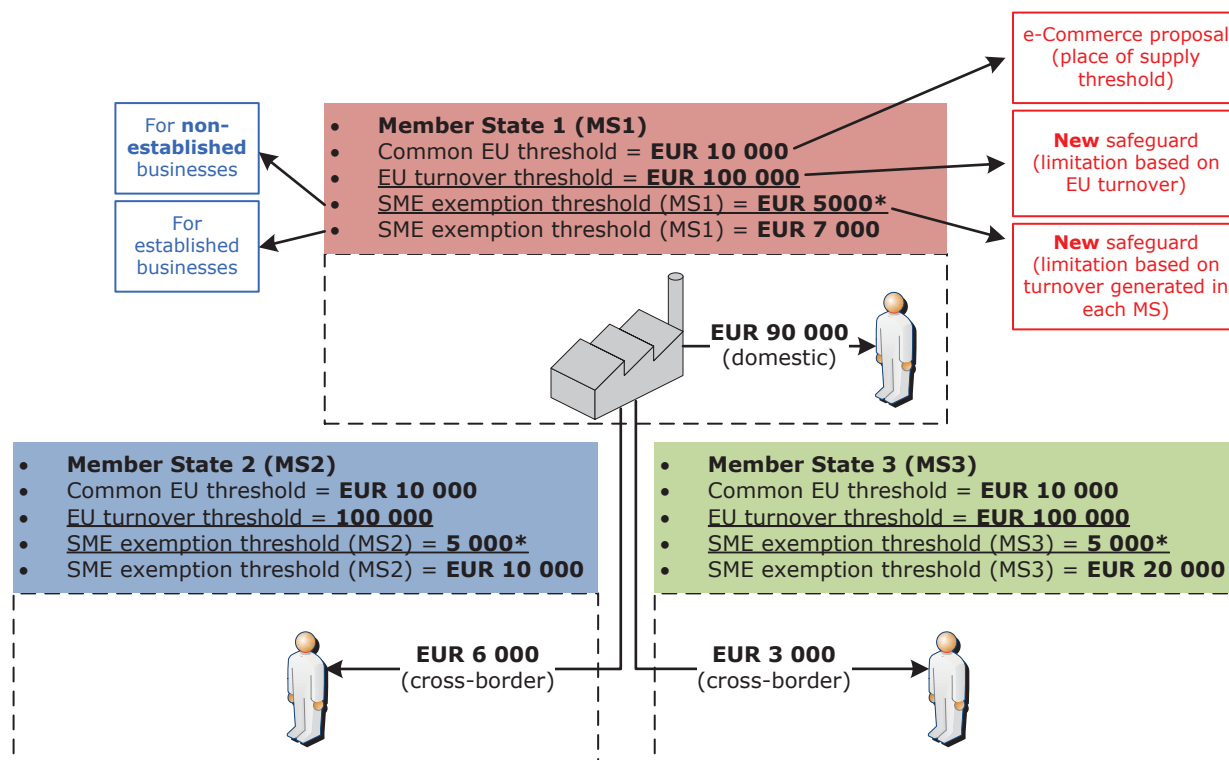 e-Commerce proposal
(place of supply
threshold)
For non-
established
businesses
• Member State 1 (MS1)
• Common EU threshold = EUR 10 000
• EU turnover threshold = EUR 100 000
• SME exemption threshold (MS1) = EUR 5000*
• SME exemption threshold (MS1) = EUR 7 000
New safeguard
(limitation based on
EU turnover)
For
established
businesses
New safeguard
(limitation based on
turnover generated in
each MS)
EUR 90 000
(domestic)
• Member State 2 (MS2)
• Common EU threshold = EUR 10 000
• EU turnover threshold = 100 000
• SME exemption threshold (MS2) = 5 000*
• SME exemption threshold (MS2) = EUR 10 000
• Member State 3 (MS3)
• Common EU threshold = EUR 10 000
• EU turnover threshold = EUR 100 000
• SME exemption threshold (MS3) = 5 000*
• SME exemption threshold (MS3) = EUR 20 000
EUR 6 000
(cross-border)
EUR 3 000
(cross-border)